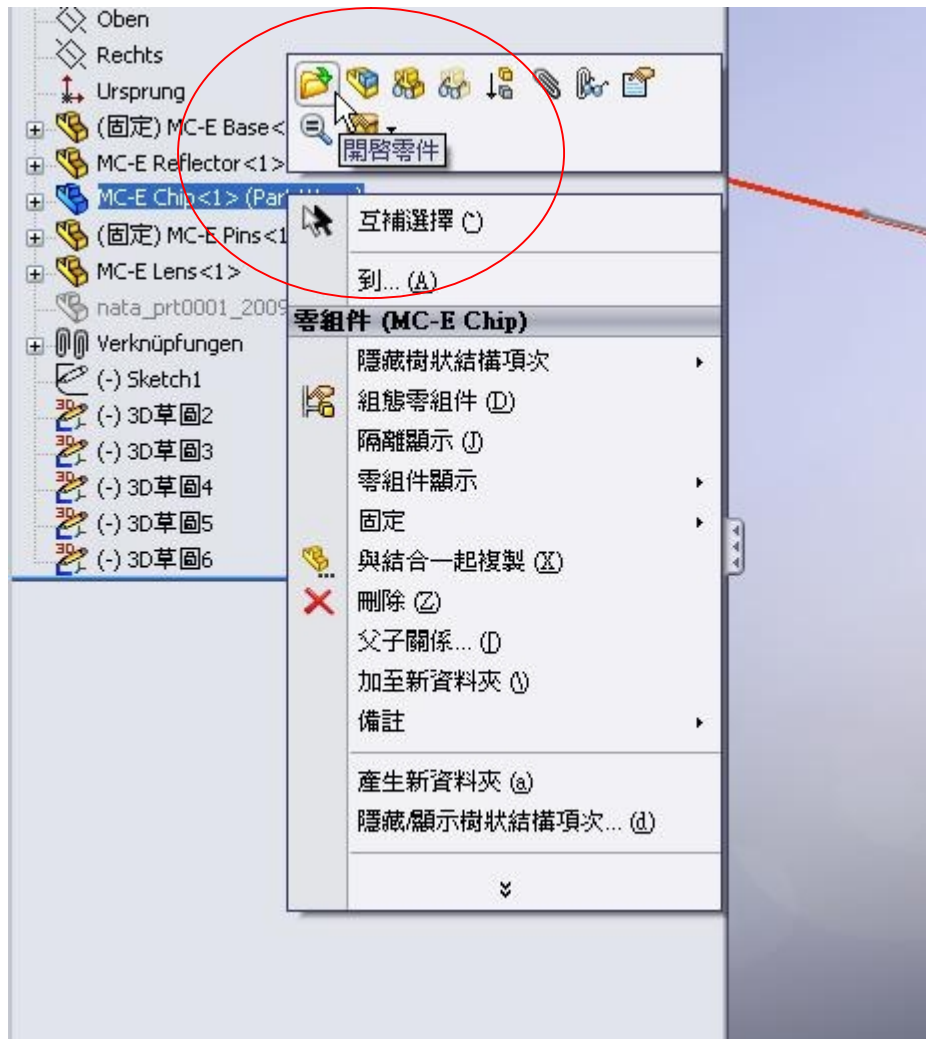 Oben
Rechts
Ursprung
(固定) MC-E Base<
MC-E Reflector<1>
MC-E Chip<1> (Par
(固定) MC-E Pins<1
MC-E Lens<1>
nata_prt0001_2009
Verknüpfungen
(-) Sketch1
(-) 3D草圖2
(-) 3D草圖3
(-) 3D草圖4
(-) 3D草圖5
(-) 3D草圖6
開啓零件
互補選擇 (')
到... (A)
零組件 (MC-E Chip)
隱藏樹狀結構項次
組態零組件 (D)
隔離顯示 (J)
零組件顯示
固定
與結合一起複製 (X)
刪除 (Z)
父子關係... (I)
加至新資料夾 (\)
備註
產生新資料夾 (a)
隱藏/顯示樹狀結構項次... (d)